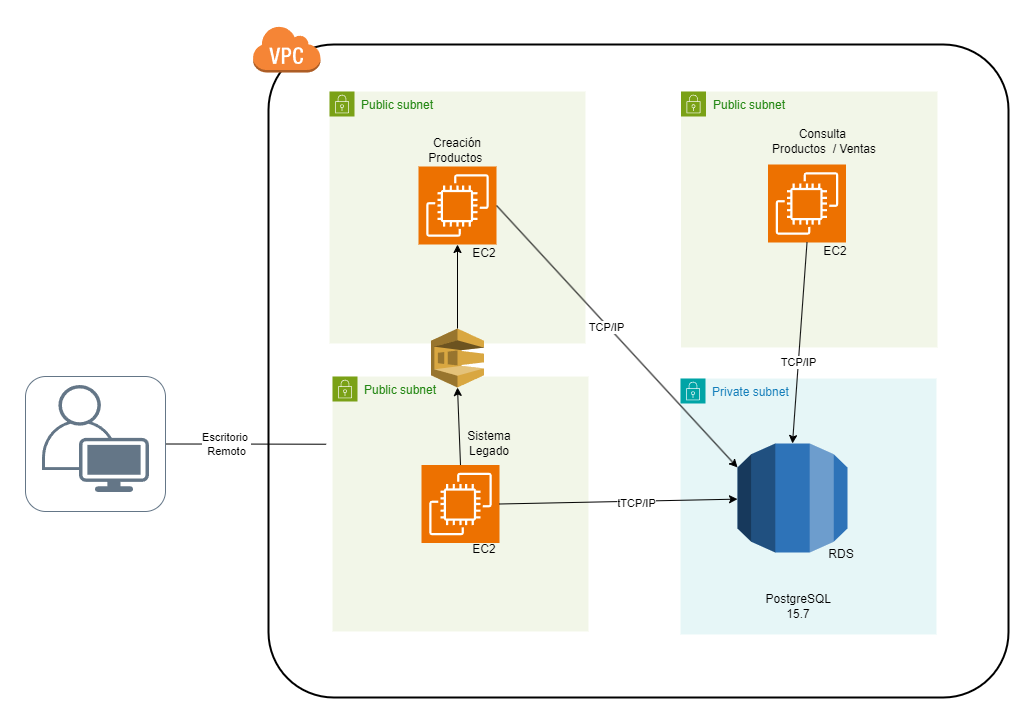 VPC
Public subnet
Creación
Productos
EC2
Public subnet
Consulta
Productos / Ventas
EC2
TCP/IP
TCP/IP
Public subnet
Private subnet
Escritorio
Remoto
Sistema
Legado
EC2
tTCP/IP
RDS
PostgreSQL
15.7